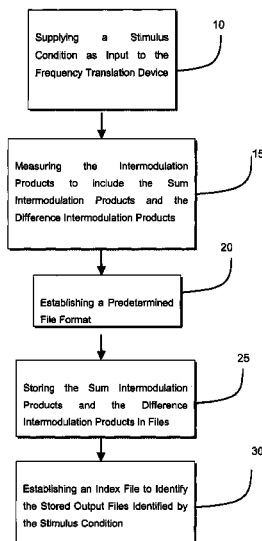 10
Supplying a Stimulus
Condition as Input to the
Frequency Translation Device
15
Measuring the Intermodulation
Products to include the Sum
Intermodulation Products and the
Difference Intermodulation Products
20
Establishing a Predetermined
File Format
25
Storing the Sum Intermodulation
Products and the Difference
Intermodulation Products In Files
30
Establishing an Index File to Identify
the Stored Output Files Identified by
the Stimulus Condition